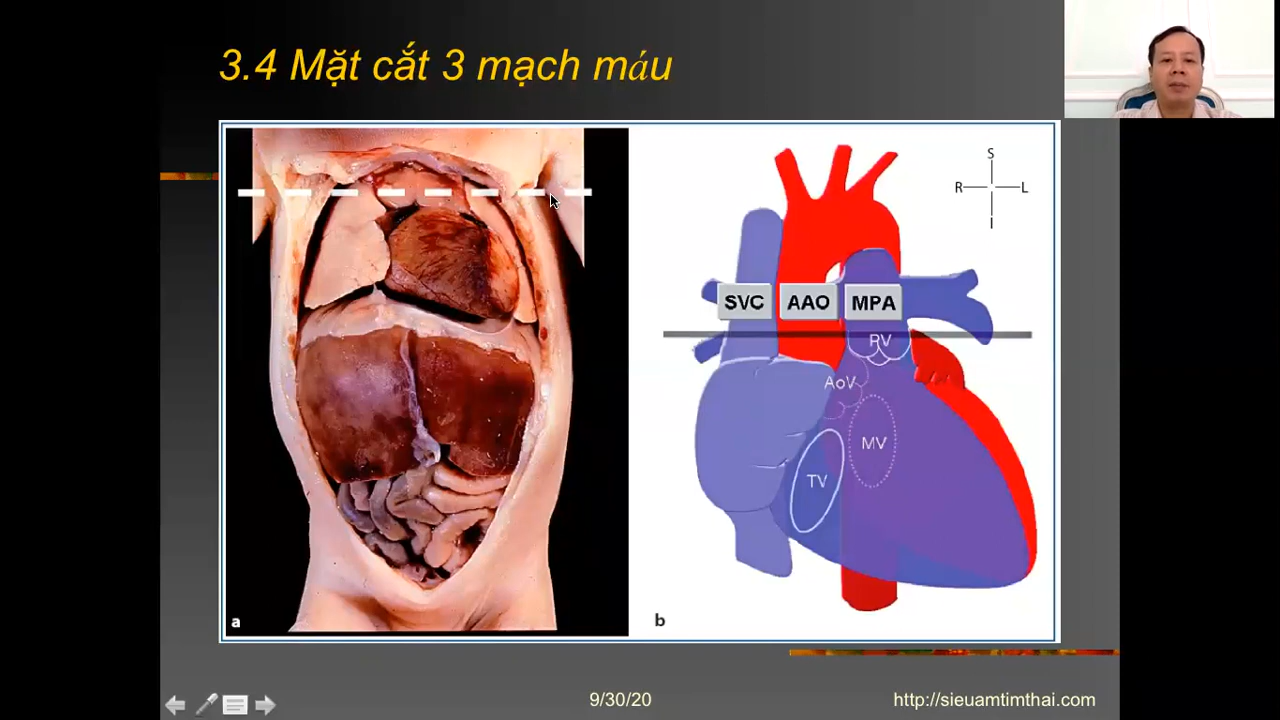 3.4 Mặt cắt 3 mạch máu
S
R
L
I
SVC
AAO
MPA
PV
AoV
MV
TV
a
b
9/30/20
http://sieuamtimthai.com